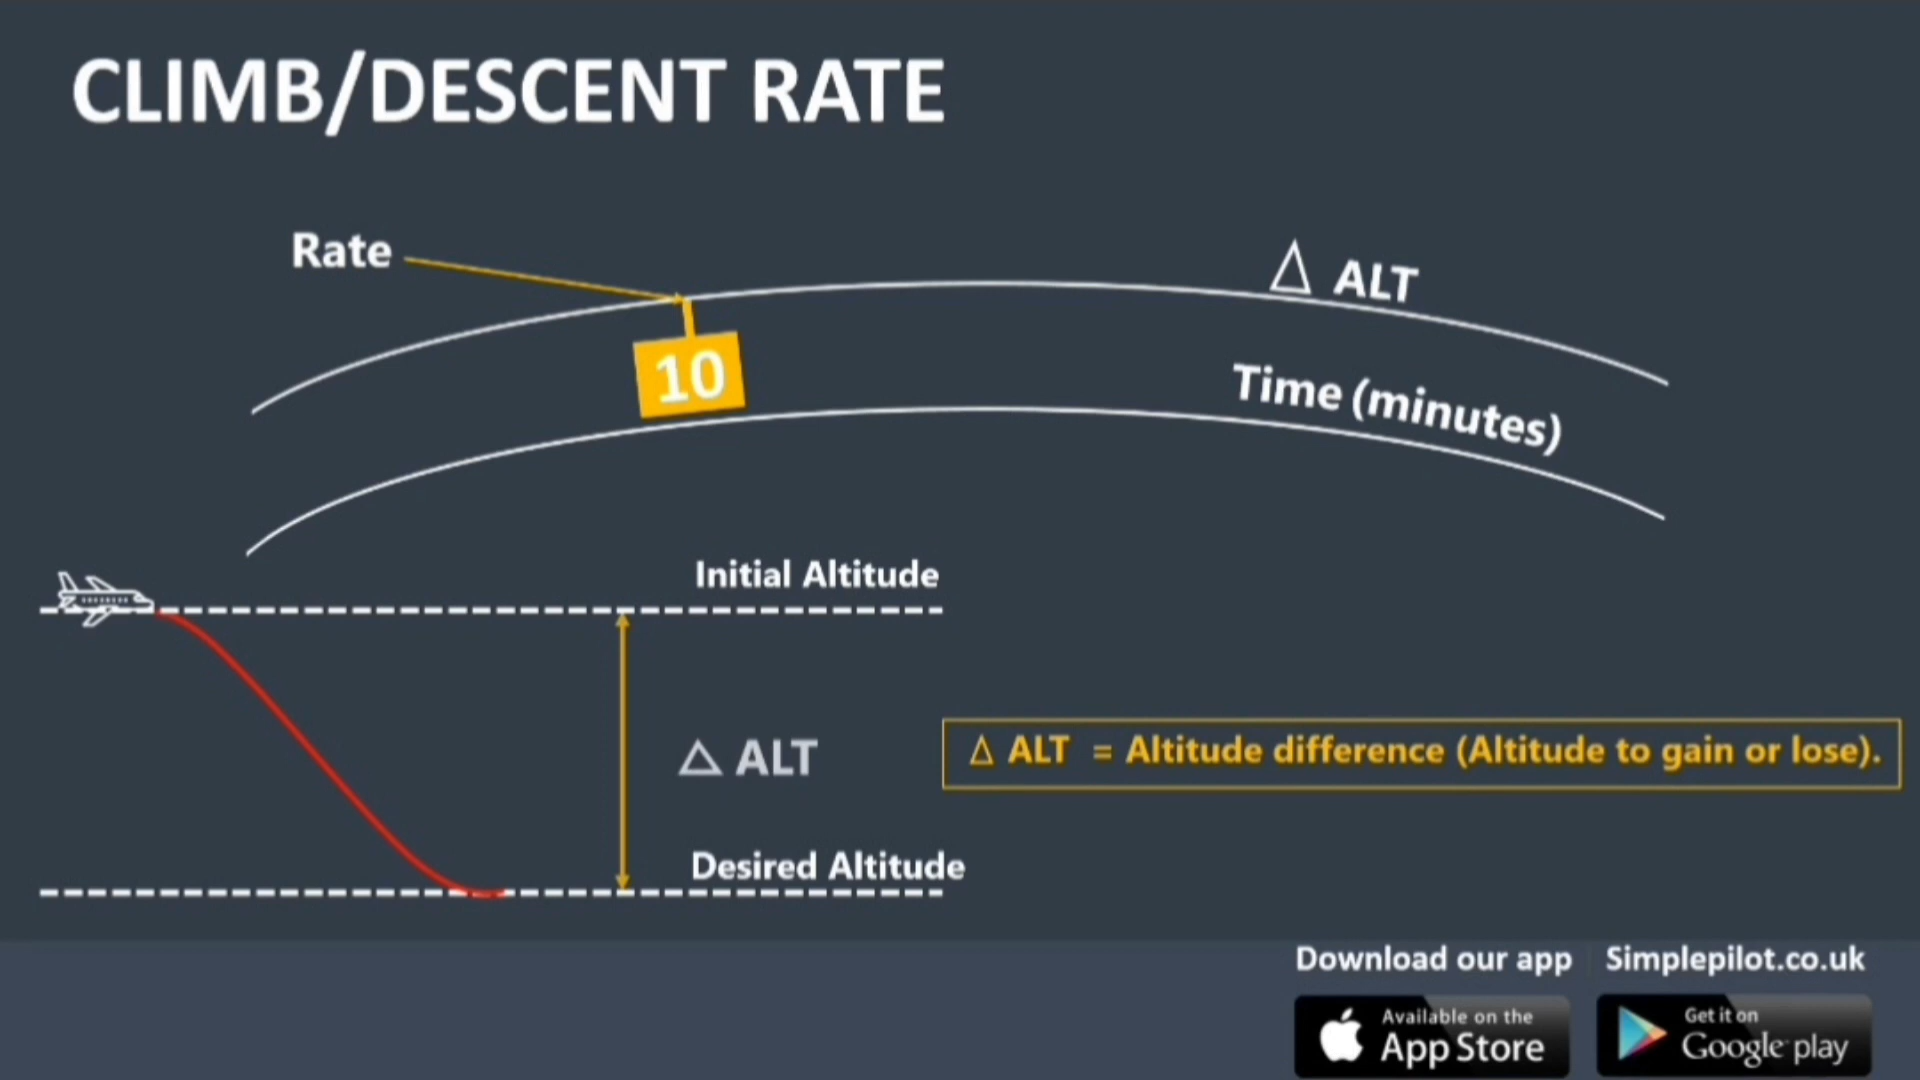 CLIMB/DESCENT RATE
Rate
△ ALT
10
Time (minutes)
Initial Altitude
△ ALT
Δ ALT = Altitude difference (Altitude to gain or lose).
Desired Altitude
Download our app
Simplepilot.co.uk
Available on the
App Store
Get it on
Google play